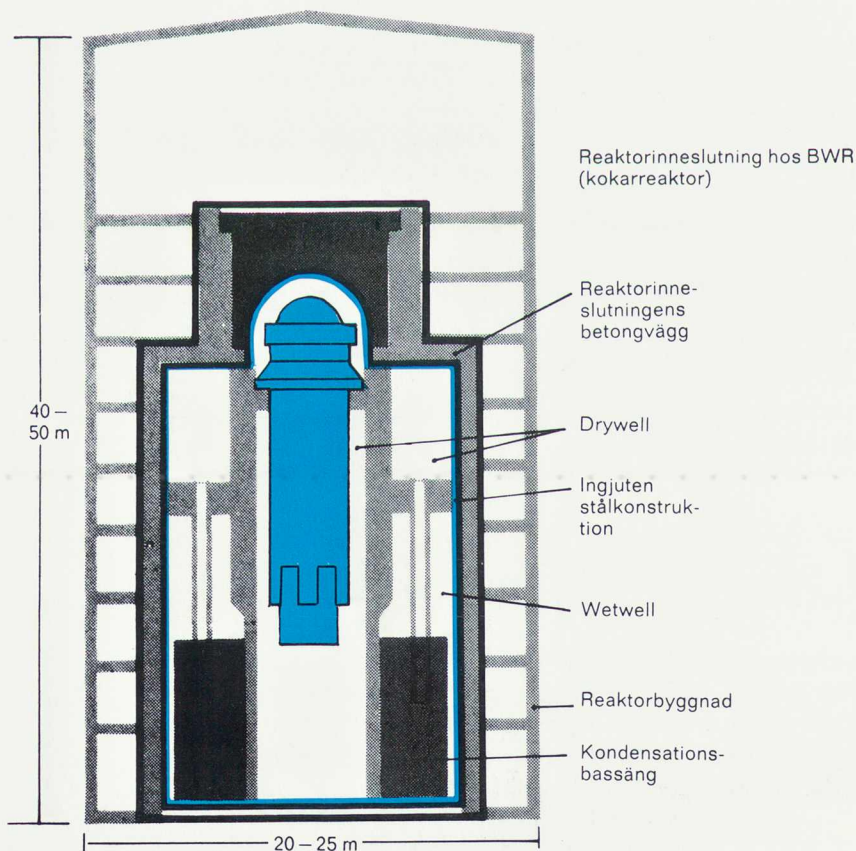 Reaktorinneslutning hos BWR
(kokarreaktor)
Reaktorinne-
slutningens
betongvägg
40 –
50 m
Drywell
Ingjuten
stålkonstruk-
tion
Wetwell
Reaktorbyggnad
Kondensations-
bassäng
20 – 25 m